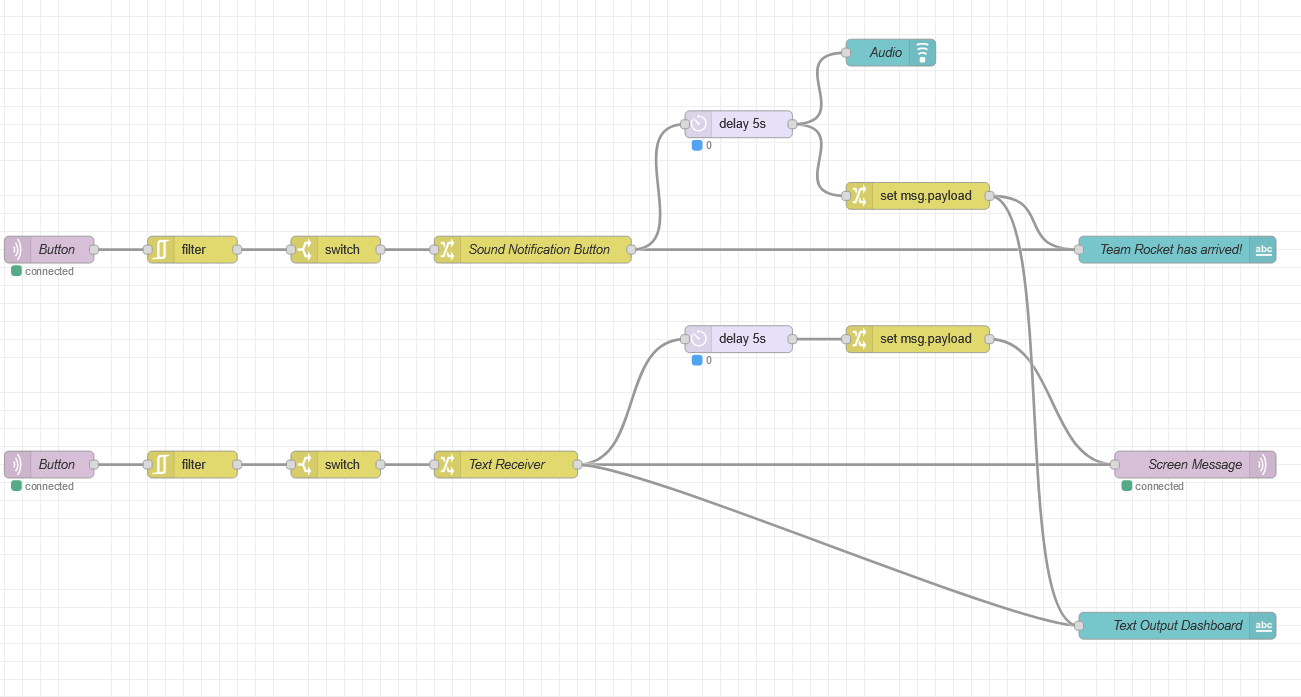 Audio
delay 5s
0
set msg.payload
Button
connected
filter
switch
Sound Notification Button
Team Rocket has arrived!
abc
delay 5s
0
set msg.payload
Button
connected
filter
switch
Text Receiver
Screen Message
connected
Text Output Dashboard
abc